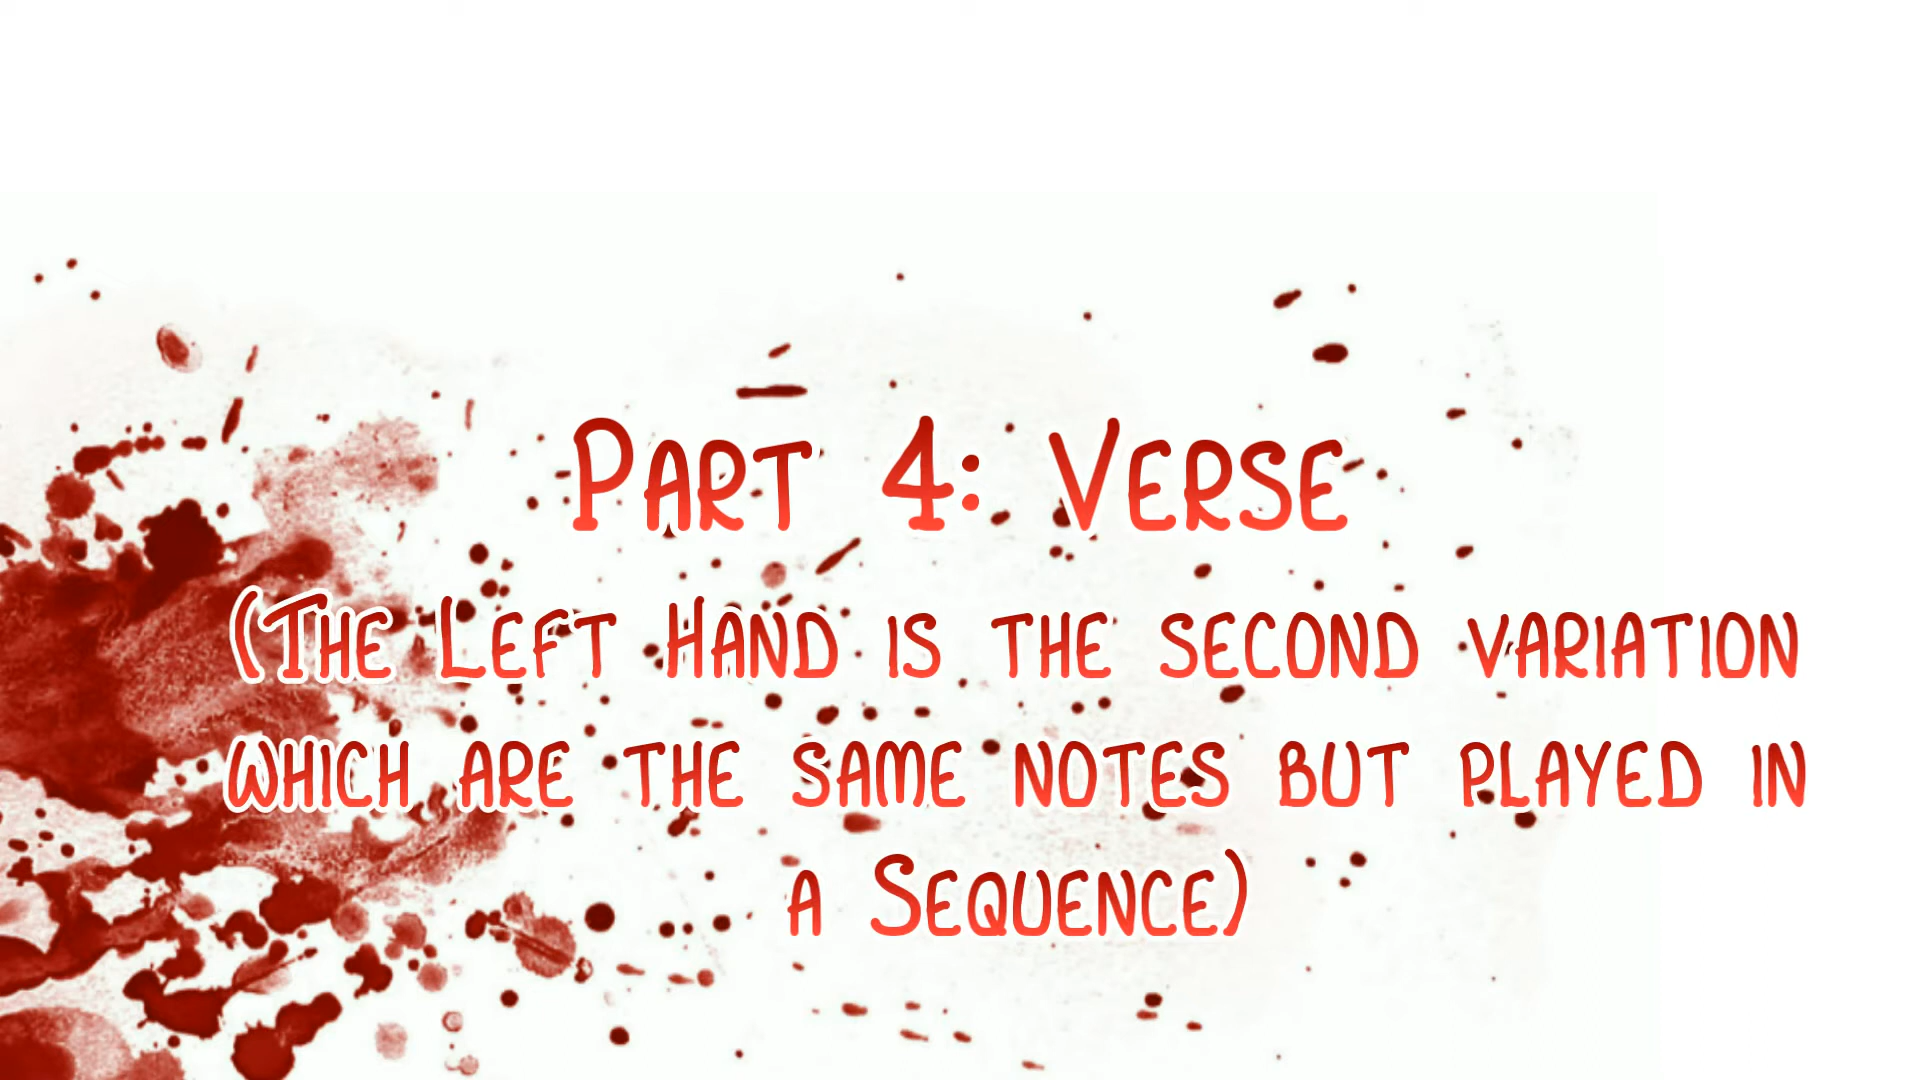 Part 4: Verse
(The Left Hand is the second variation
which are the same notes but played in
a Sequence)